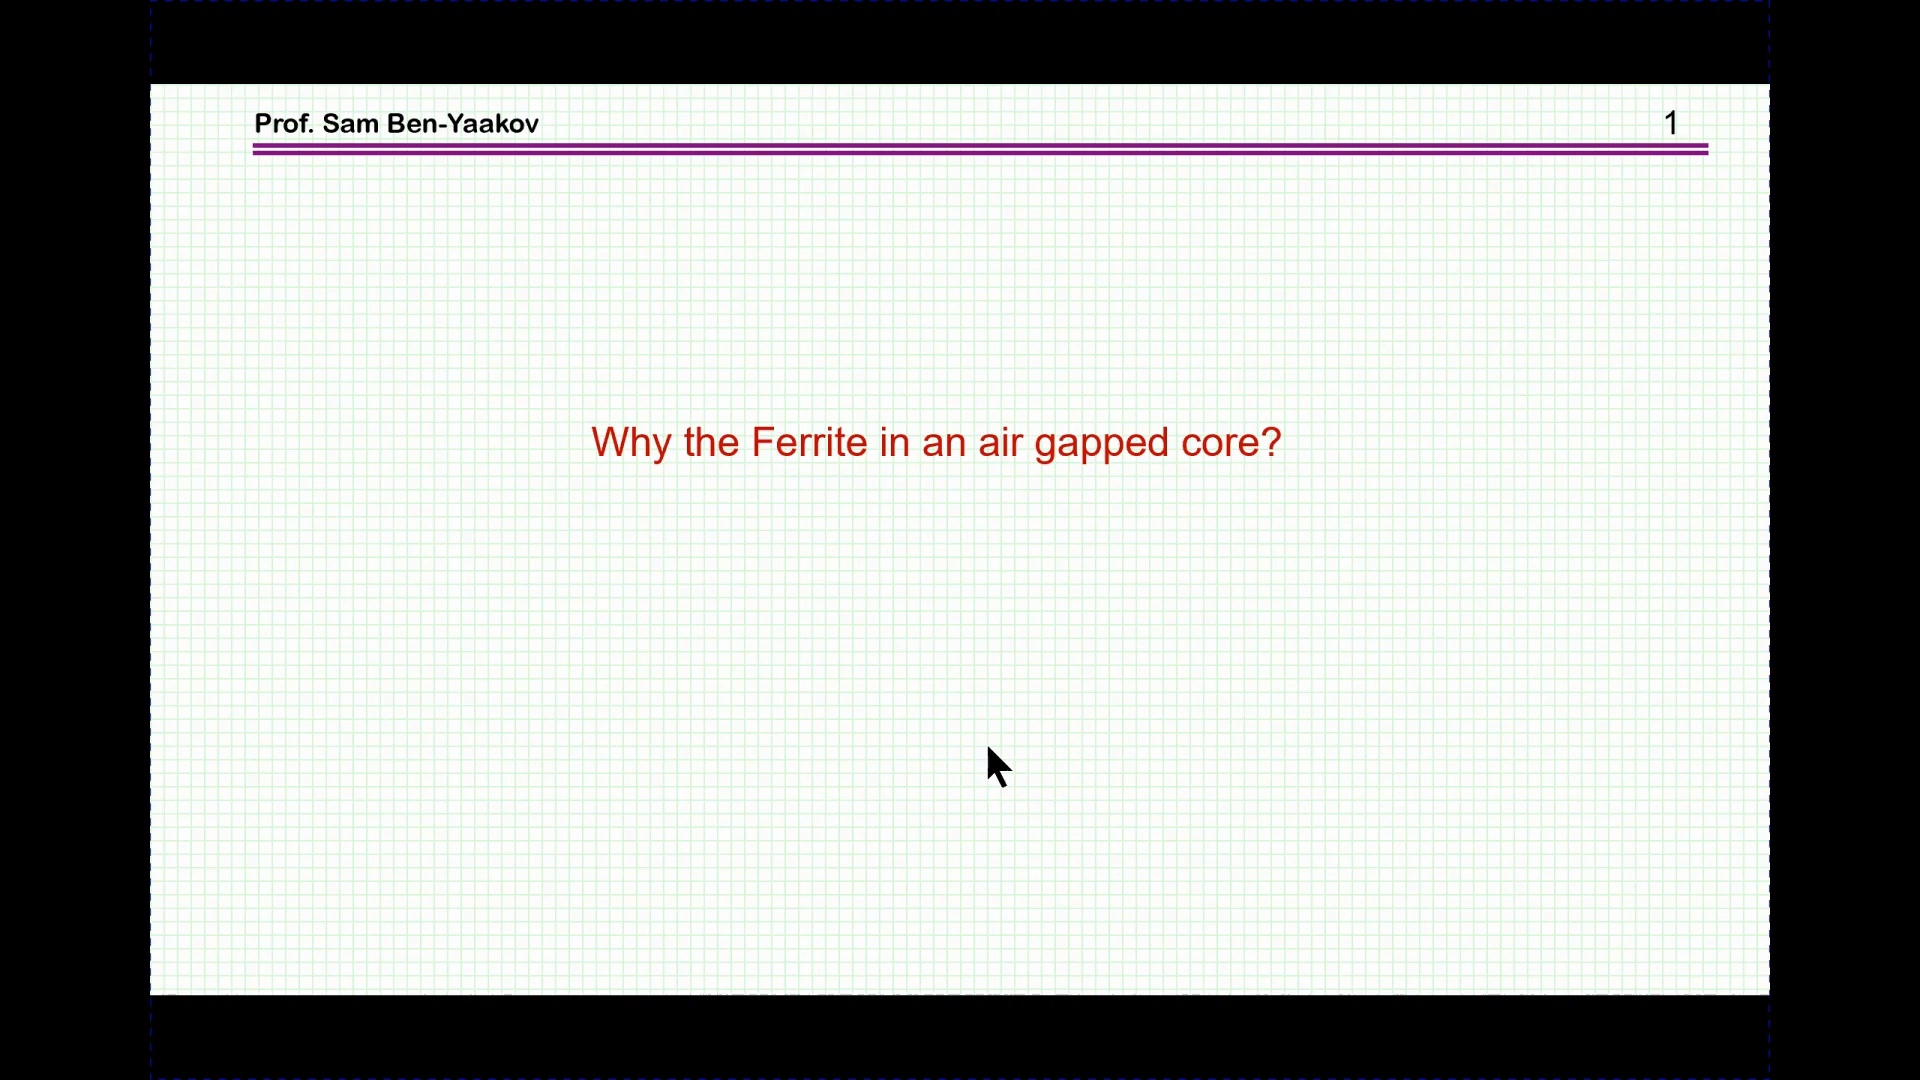 Prof. Sam Ben-Yaakov
1
Why the Ferrite in an air gapped core?